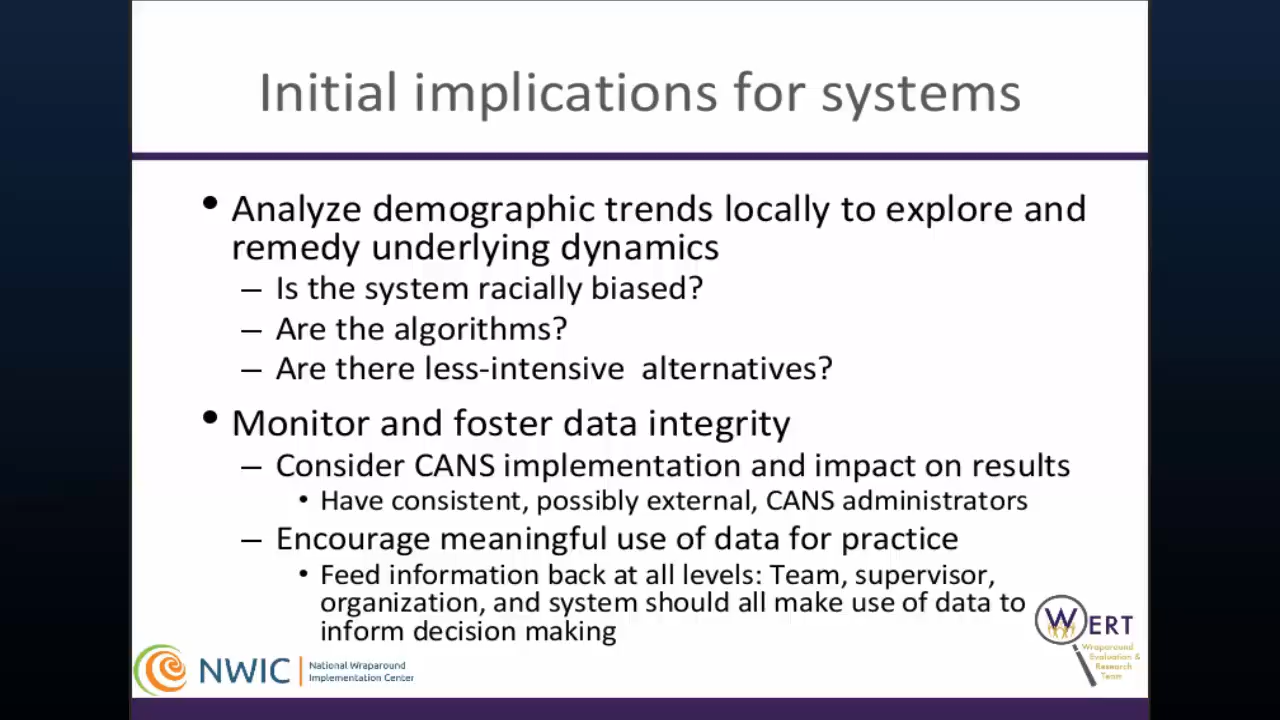 Initial implications for systems
• Analyze demographic trends locally to explore and
remedy underlying dynamics
– Is the system racially biased?
– Are the algorithms?
– Are there less-intensive  alternatives?
• Monitor and foster data integrity
– Consider CANS implementation and impact on results
• Have consistent, possibly external, CANS administrators
– Encourage meaningful use of data for practice
• Feed information back at all levels: Team, supervisor,
organization, and system should all make use of data to
inform decision making
NWIC
National Wraparound
Implementation Center
WERT
Wraparound
Evaluation &
Research
Team